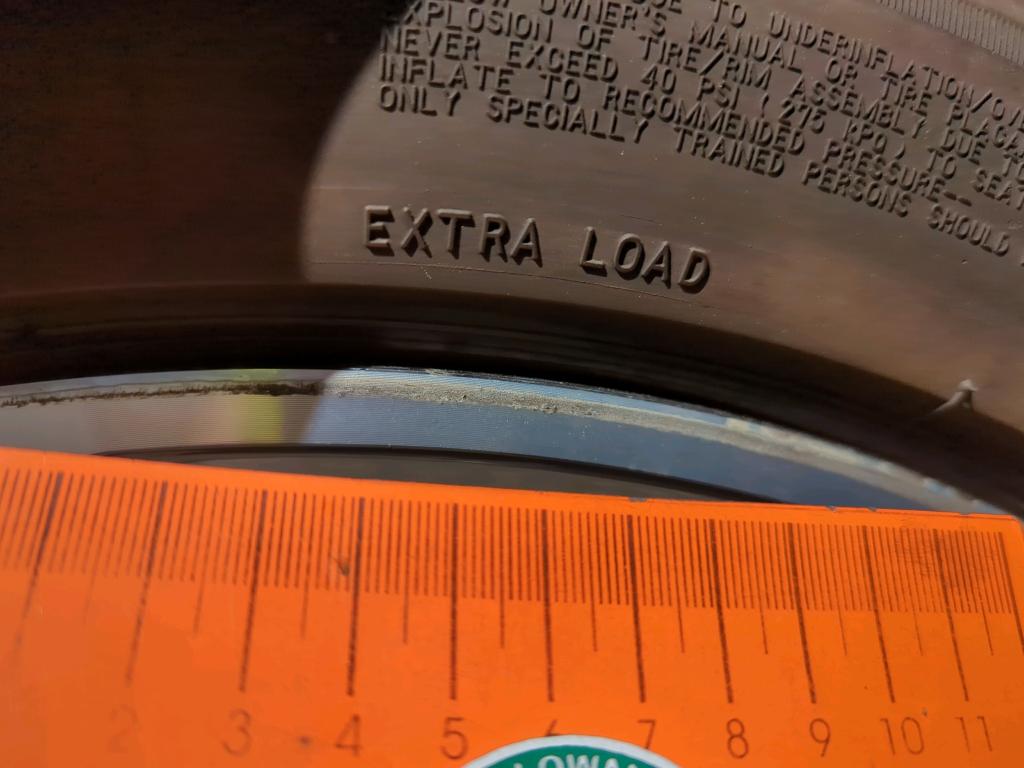 TO UNDERINFLATION/
OWNER'S MANUAL OR TIRE
EXPLOSION OF TIRE/RIM ASSEMBLY DUE TO
NEVER EXCEED 40 PSI (275 KPa) TO SEAT
INFLATE TO RECOMMENDED PRESSURE--
ONLY SPECIALLY TRAINED PERSONS SHOULD
EXTRA LOAD
2 3 4 5 6 7 8 9 10 11